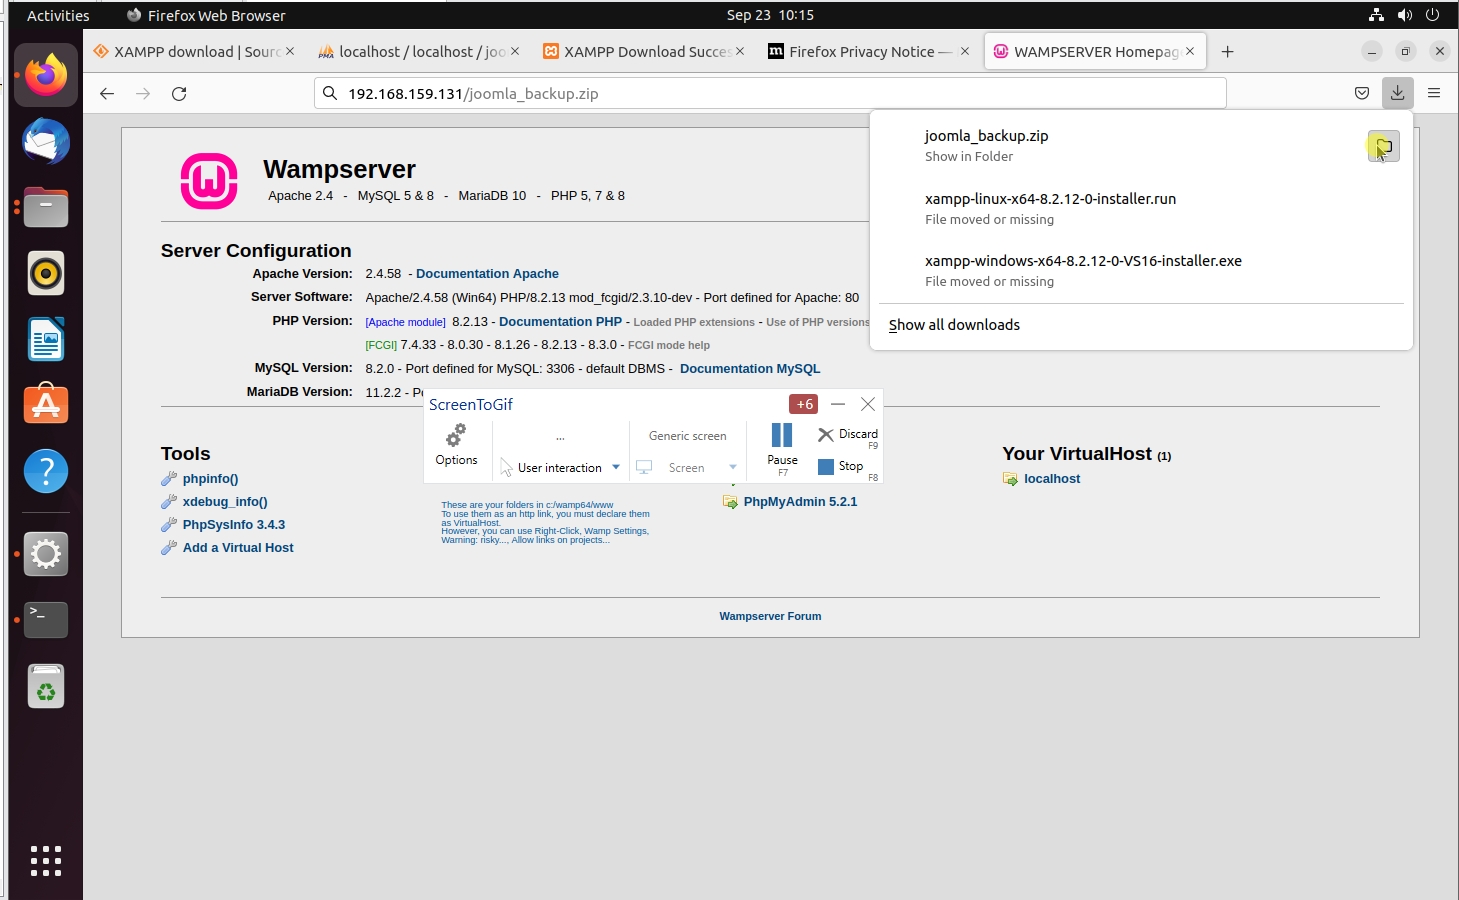 Activities Firefox Web Browser Sep 23 10:15
XAMPP download | Sourc localhost / localhost / joo XAMPP Download Succes Firefox Privacy Notice — WAMPSERVER Homepag
192.168.159.131/joomla_backup.zip
joomla_backup.zip
Show in Folder
xampp-linux-x64-8.2.12-0-installer.run
File moved or missing
xampp-windows-x64-8.2.12-0-VS16-installer.exe
File moved or missing
Show all downloads
Wampserver
Apache 2.4 - MySQL 5 & 8 - MariaDB 10 - PHP 5, 7 & 8
Server Configuration
Apache Version: 2.4.58 - Documentation Apache
Server Software: Apache/2.4.58 (Win64) PHP/8.2.13 mod_fcgid/2.3.10-dev - Port defined for Apache: 80
PHP Version: [Apache module] 8.2.13 - Documentation PHP - Loaded PHP extensions - Use of PHP versions
[FCGI] 7.4.33 - 8.0.30 - 8.1.26 - 8.2.13 - 8.3.0 - FCGI mode help
MySQL Version: 8.2.0 - Port defined for MySQL: 3306 - default DBMS - Documentation MySQL
MariaDB Version: 11.2.2 -
ScreenToGif +6
Options ... Generic screen Pause F7 Discard F9
User interaction Screen Stop F8
Tools
phpinfo()
xdebug_info()
PhpSysInfo 3.4.3
Add a Virtual Host
These are your folders in c:/wamp64/www
To use them as an http link, you must declare them
as VirtualHost.
However, you can use Right-Click, Wamp Settings,
Warning: risky..., Allow links on projects...
PhpMyAdmin 5.2.1
Your VirtualHost (1)
localhost
Wampserver Forum